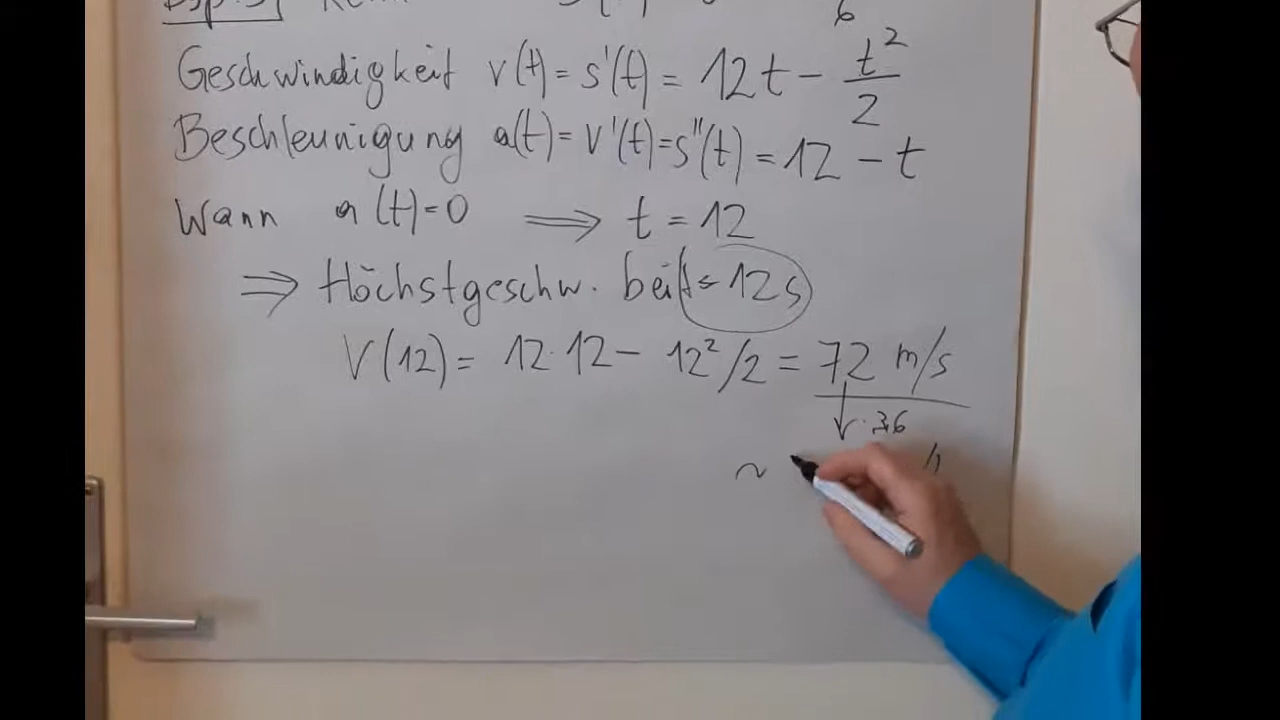 6
Geschwindigkeit v(t) = s'(t) = 12t - t²/2
Beschleunigung a(t) = v'(t) = s''(t) = 12 - t
Wann a(t) = 0 ⟹ t = 12
⟹ Höchstgeschw. bei t = 12 s
V(12) = 12 · 12 - 12²/2 = 72 m/s
↓ · 3,6
~